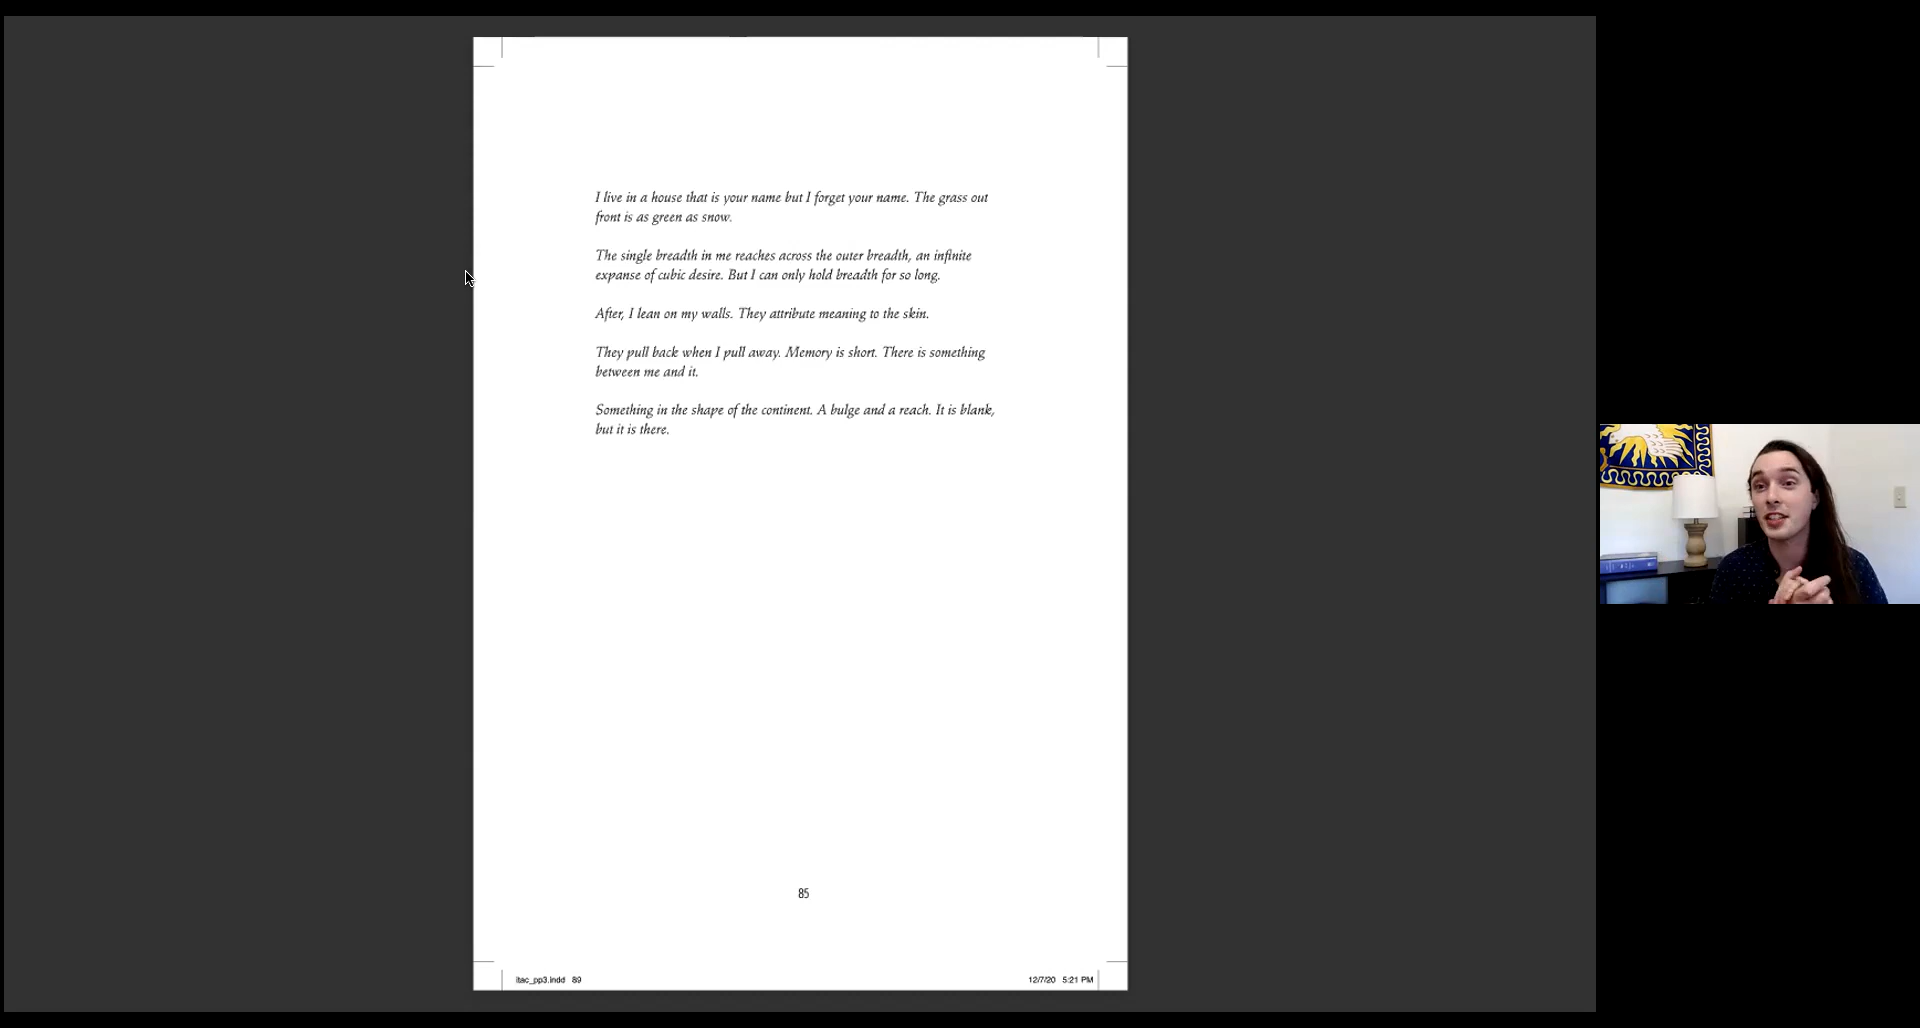 I live in a house that is your name but I forget your name. The grass out
front is as green as snow.
The single breadth in me reaches across the outer breadth, an infinite
expanse of cubic desire. But I can only hold breadth for so long.
After, I lean on my walls. They attribute meaning to the skin.
They pull back when I pull away. Memory is short. There is something
between me and it.
Something in the shape of the continent. A bulge and a reach. It is blank,
but it is there.
85
itac_pp3.indd 89
12/7/20 5:21 PM